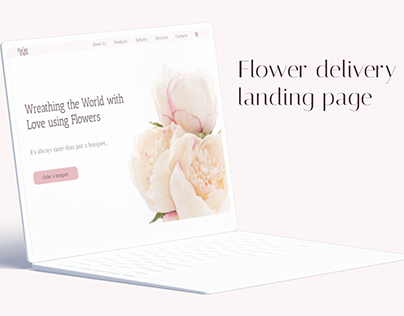 About Us Products Delivery Reviews Contacts
Wreathing the World with
Love using Flowers
It's always more than just a bouquet..
Order a bouquet
Flower delivery
landing page